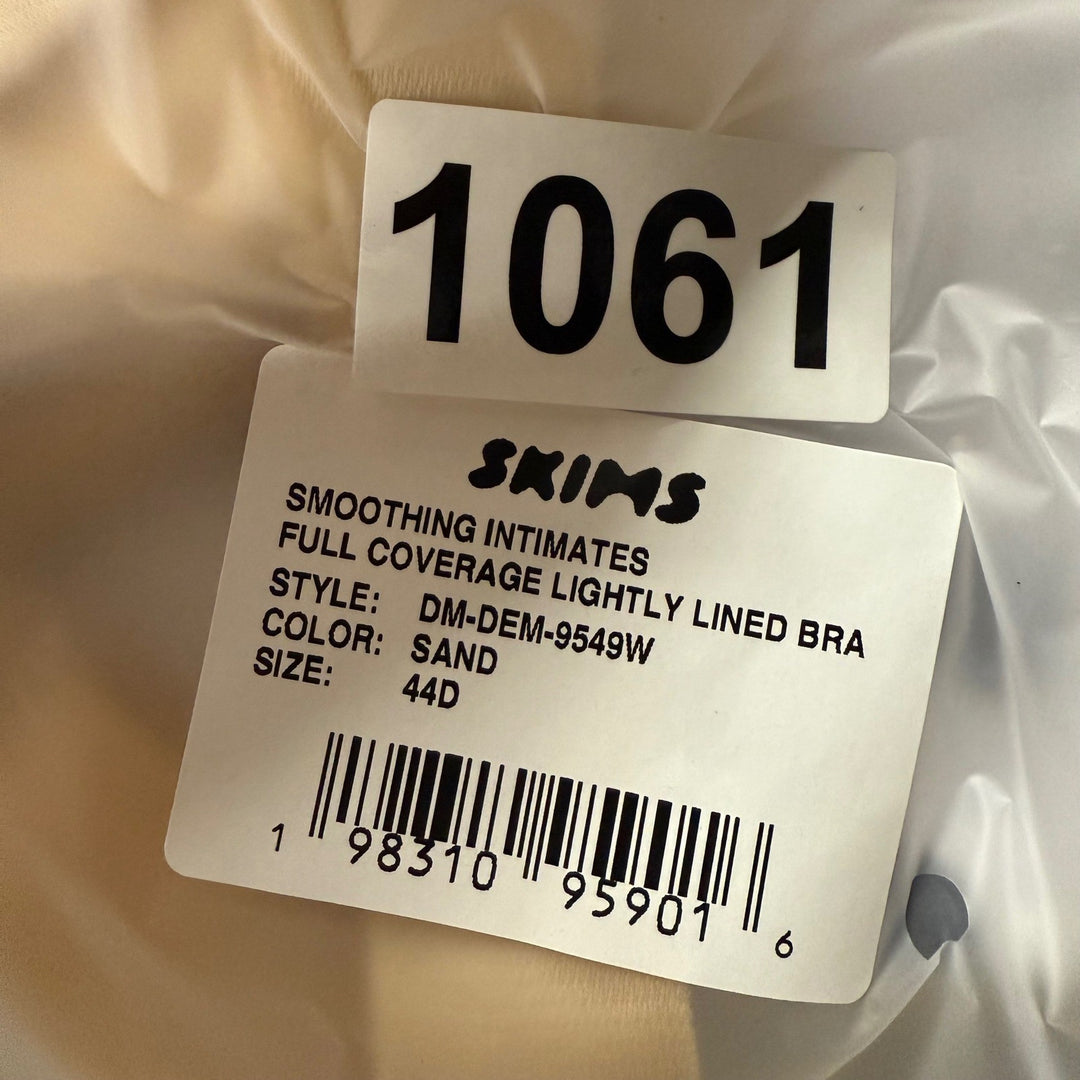 1061
SKIMS
SMOOTHING INTIMATES
FULL COVERAGE LIGHTLY LINED BRA
STYLE: DM-DEM-9549W
COLOR: SAND
SIZE: 44D
1 98310 95901 6